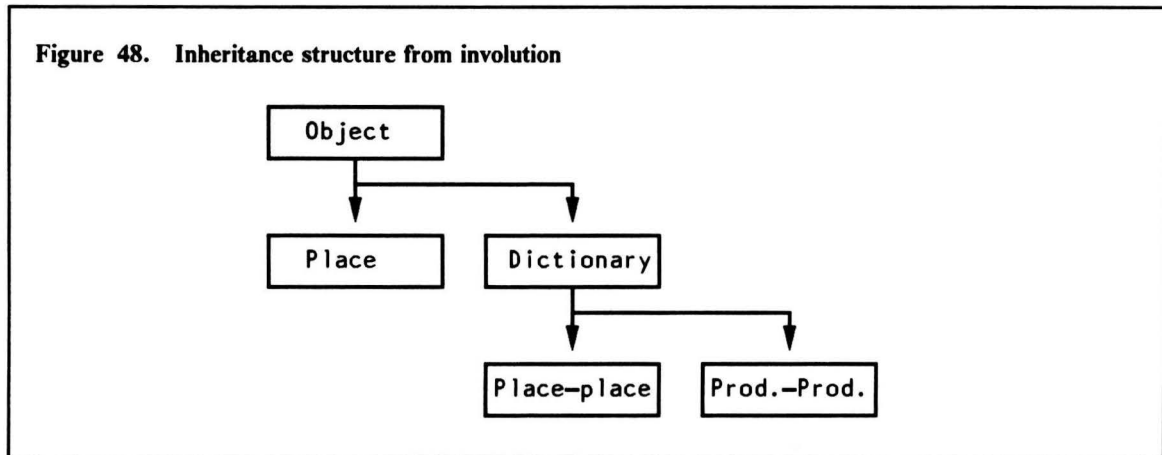 Figure 48. Inheritance structure from involution
Object
Place
Dictionary
Place—place
Prod.—Prod.